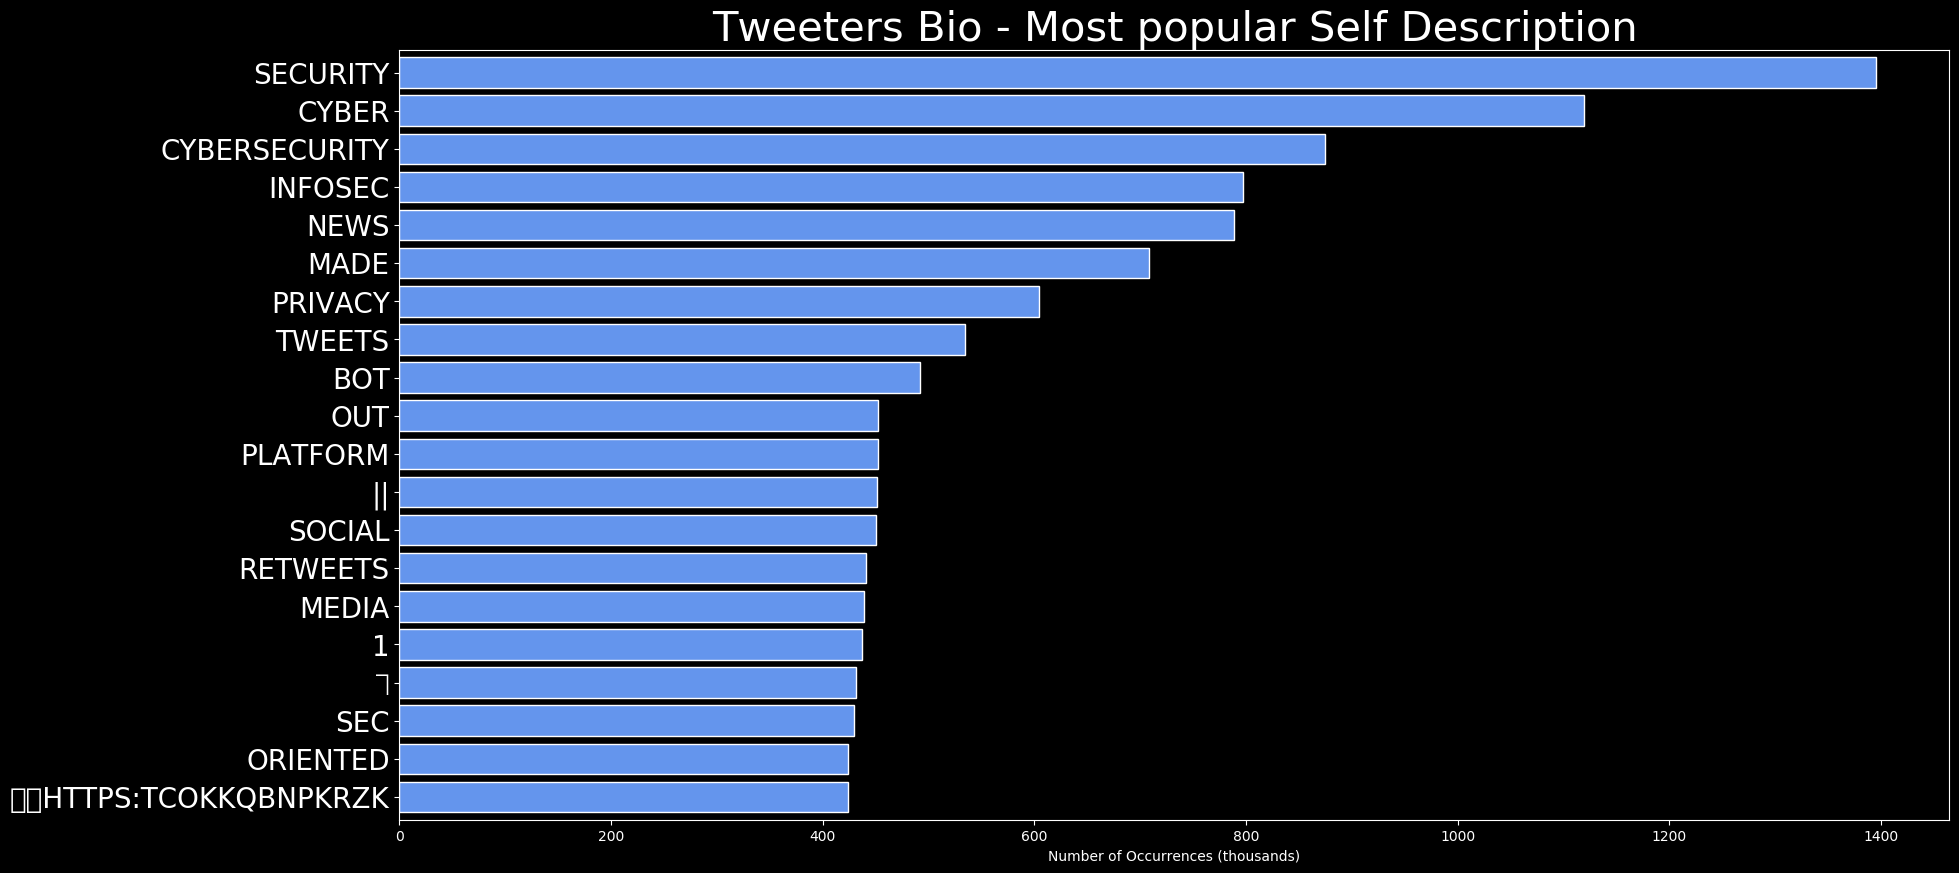 Tweeters Bio - Most popular Self Description
SECURITY
CYBER
CYBERSECURITY
INFOSEC
NEWS
MADE
PRIVACY
TWEETS
BOT
OUT
PLATFORM
||
SOCIAL
RETWEETS
MEDIA
1
SEC
ORIENTED
HTTPS:TCOKKQBNPKRZK
0 200 400 600 800 1000 1200 1400
Number of Occurrences (thousands)